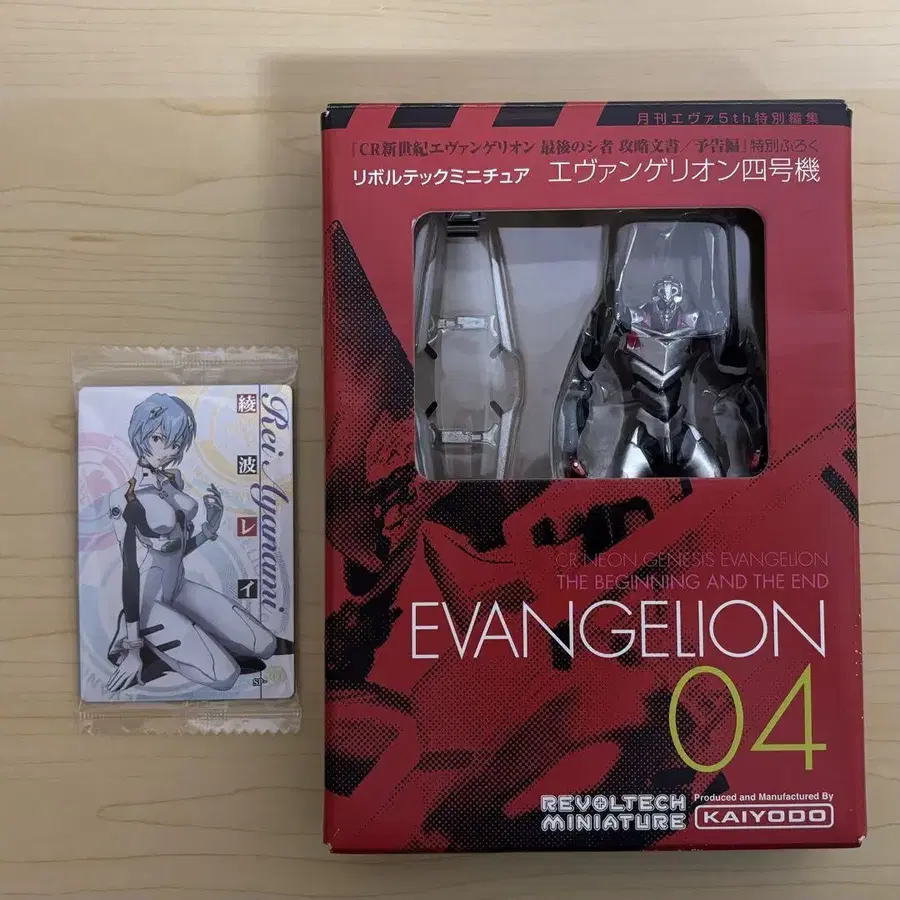 月刊エヴァ5th特別編集
『CR新世紀エヴァンゲリオン 最後のシ者 攻略文書/予告編』特別ふろく
リボルテックミニチュア エヴァンゲリオン四号機
CR NEON GENESIS EVANGELION
THE BEGINNING AND THE END
EVANGELION
04
REVOLTECH
MINIATURE
Produced and Manufactured By
KAIYODO
綾波レイ
Rei Ayanami